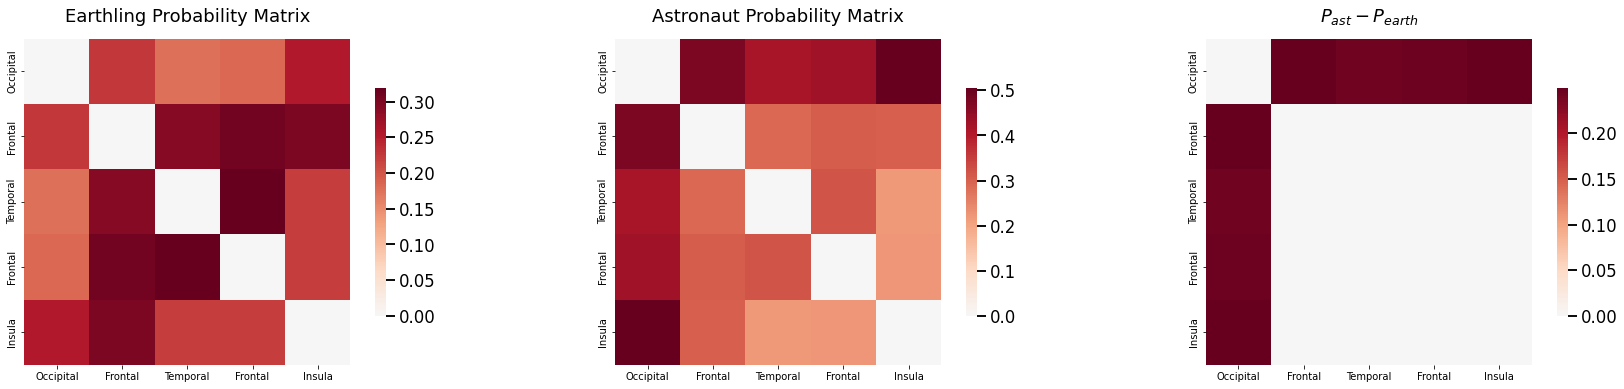 Earthling Probability Matrix
Occipital
Frontal
Temporal
Frontal
Insula
Occipital Frontal Temporal Frontal Insula
0.30
0.25
0.20
0.15
0.10
0.05
0.00
Astronaut Probability Matrix
Occipital
Frontal
Temporal
Frontal
Insula
Occipital Frontal Temporal Frontal Insula
0.5
0.4
0.3
0.2
0.1
0.0
P_ast − P_earth
Occipital
Frontal
Temporal
Frontal
Insula
Occipital Frontal Temporal Frontal Insula
0.20
0.15
0.10
0.05
0.00